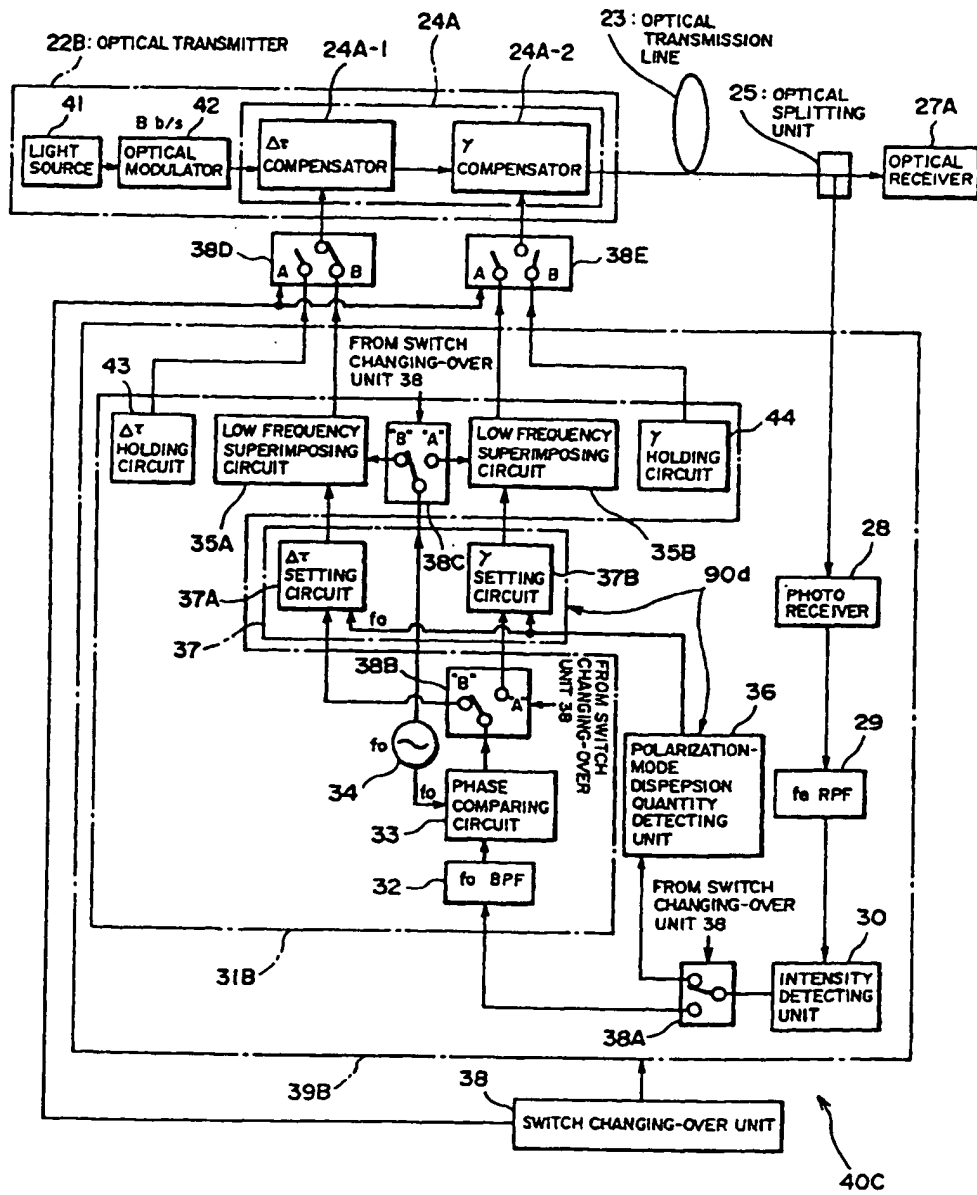 22B: OPTICAL TRANSMITTER
24A
24A-1
24A-2
23: OPTICAL
TRANSMISSION
LINE
25: OPTICAL
SPLITTING
UNIT
27A
41
42
B b/s
LIGHT
SOURCE
OPTICAL
MODULATOR
Δτ
COMPENSATOR
γ
COMPENSATOR
OPTICAL
RECEIVER
38D
A
B
A
B
38E
FROM SWITCH
CHANGING-OVER
UNIT 38
43
Δτ
HOLDING
CIRCUIT
LOW FREQUENCY
SUPERIMPOSING
CIRCUIT
"B"
"A"
LOW FREQUENCY
SUPERIMPOSING
CIRCUIT
γ
HOLDING
CIRCUIT
44
35A
38C
35B
28
Δτ
SETTING
CIRCUIT
γ
SETTING
CIRCUIT
37A
37B
90d
PHOTO
RECEIVER
fo
37
38B
"B"
"A"
FROM SWITCH
CHANGING-OVER
UNIT 38
36
29
fo
34
fo
PHASE
COMPARING
CIRCUIT
33
POLARIZATION-
MODE
DISPEPSION
QUANTITY
DETECTING
UNIT
fe RPF
32
fo BPF
FROM SWITCH
CHANGING-OVER
UNIT 38
30
31B
INTENSITY
DETECTING
UNIT
38A
39B
38
SWITCH CHANGING-OVER UNIT
40C